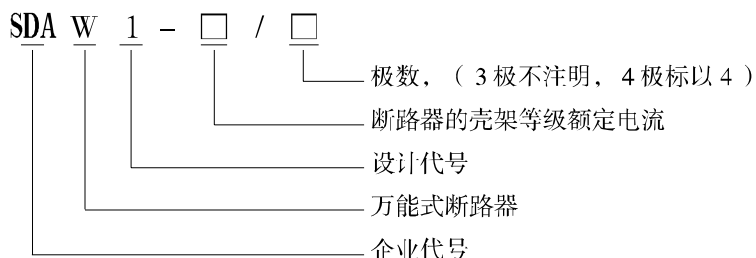 SDA W 1 - □ / □
极数，（3极不注明，4极标以4）
断路器的壳架等级额定电流
设计代号
万能式断路器
企业代号